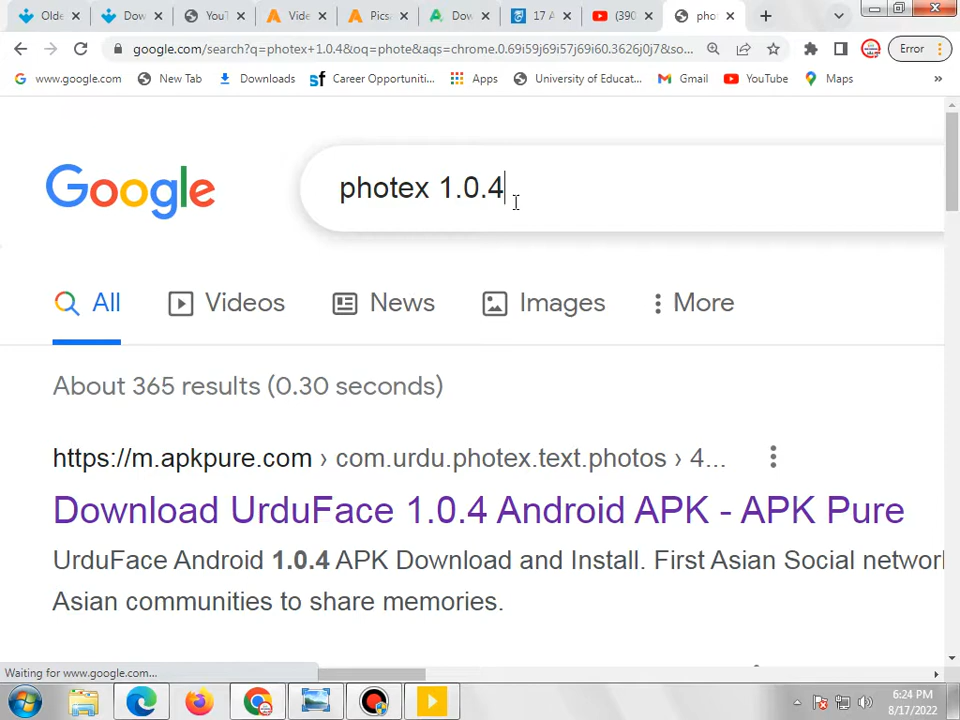 Olde
Dow
YouT
Vide
Pics
Dow
17 A
(390
pho
google.com/search?q=photex+1.0.4&oq=phote&aqs=chrome.0.69i59j69i57j69i60.3626j0j7&so...
Error
www.google.com
New Tab
Downloads
Career Opportuniti...
Apps
University of Educat...
Gmail
YouTube
Maps
»
Google
photex 1.0.4
All
Videos
News
Images
More
About 365 results (0.30 seconds)
https://m.apkpure.com › com.urdu.photex.text.photos › 4...
Download UrduFace 1.0.4 Android APK - APK Pure
UrduFace Android 1.0.4 APK Download and Install. First Asian Social network
Asian communities to share memories.
Waiting for www.google.com...
6:24 PM
8/17/2022